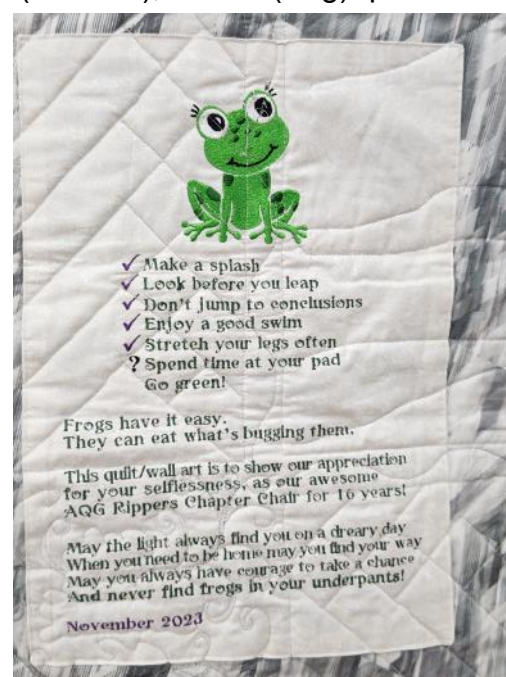 ✓ Make a splash
✓ Look before you leap
✓ Don't jump to conclusions
✓ Enjoy a good swim
✓ Stretch your legs often
? Spend time at your pad
Go green!
Frogs have it easy.
They can eat what's bugging them.
This quilt/wall art is to show our appreciation
for your selflessness, as our awesome
AQG Rippers Chapter Chair for 16 years!
May the light always find you on a dreary day
When you need to be home may you find your way
May you always have courage to take a chance
And never find frogs in your underpants!
November 2023